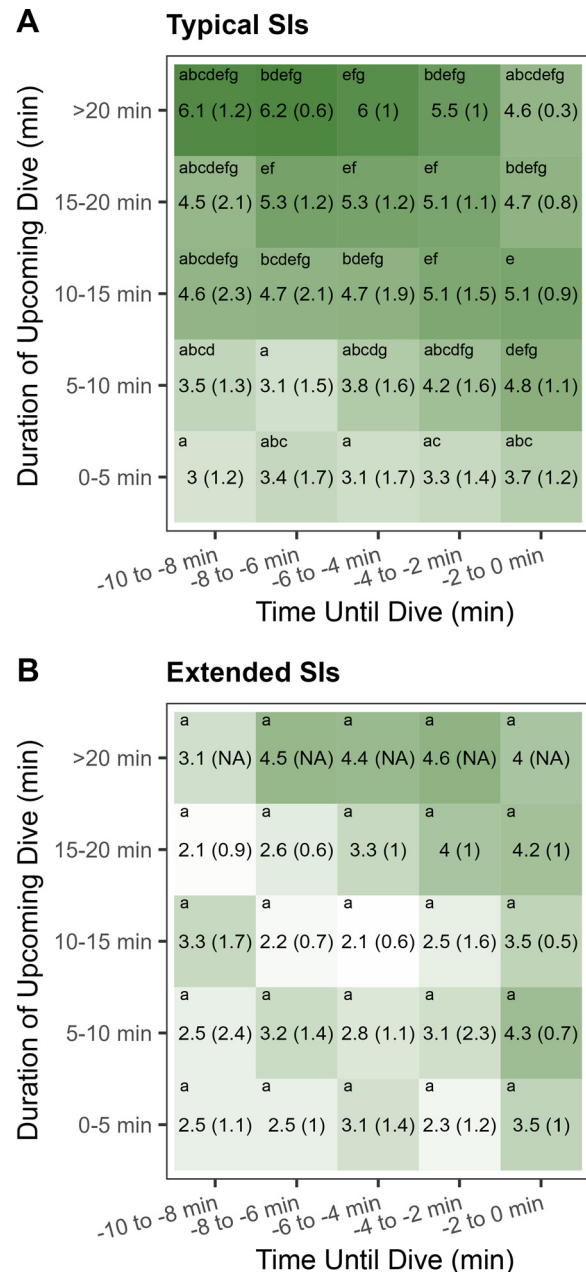 A
Typical SIs
Duration of Upcoming Dive (min)
>20 min
abcdefg bdefg efg bdefg abcdefg
6.1 (1.2) 6.2 (0.6) 6 (1) 5.5 (1) 4.6 (0.3)
15-20 min
abcdefg ef ef ef bdefg
4.5 (2.1) 5.3 (1.2) 5.3 (1.2) 5.1 (1.1) 4.7 (0.8)
10-15 min
abcdefg bcdefg bdefg ef e
4.6 (2.3) 4.7 (2.1) 4.7 (1.9) 5.1 (1.5) 5.1 (0.9)
5-10 min
abcd a abcdg abcdfg defg
3.5 (1.3) 3.1 (1.5) 3.8 (1.6) 4.2 (1.6) 4.8 (1.1)
0-5 min
a abc a ac abc
3 (1.2) 3.4 (1.7) 3.1 (1.7) 3.3 (1.4) 3.7 (1.2)
-10 to -8 min -8 to -6 min -6 to -4 min -4 to -2 min -2 to 0 min
Time Until Dive (min)
B
Extended SIs
Duration of Upcoming Dive (min)
>20 min
a a a a a
3.1 (NA) 4.5 (NA) 4.4 (NA) 4.6 (NA) 4 (NA)
15-20 min
a a a a a
2.1 (0.9) 2.6 (0.6) 3.3 (1) 4 (1) 4.2 (1)
10-15 min
a a a a a
3.3 (1.7) 2.2 (0.7) 2.1 (0.6) 2.5 (1.6) 3.5 (0.5)
5-10 min
a a a a a
2.5 (2.4) 3.2 (1.4) 2.8 (1.1) 3.1 (2.3) 4.3 (0.7)
0-5 min
a a a a a
2.5 (1.1) 2.5 (1) 3.1 (1.4) 2.3 (1.2) 3.5 (1)
-10 to -8 min -8 to -6 min -6 to -4 min -4 to -2 min -2 to 0 min
Time Until Dive (min)